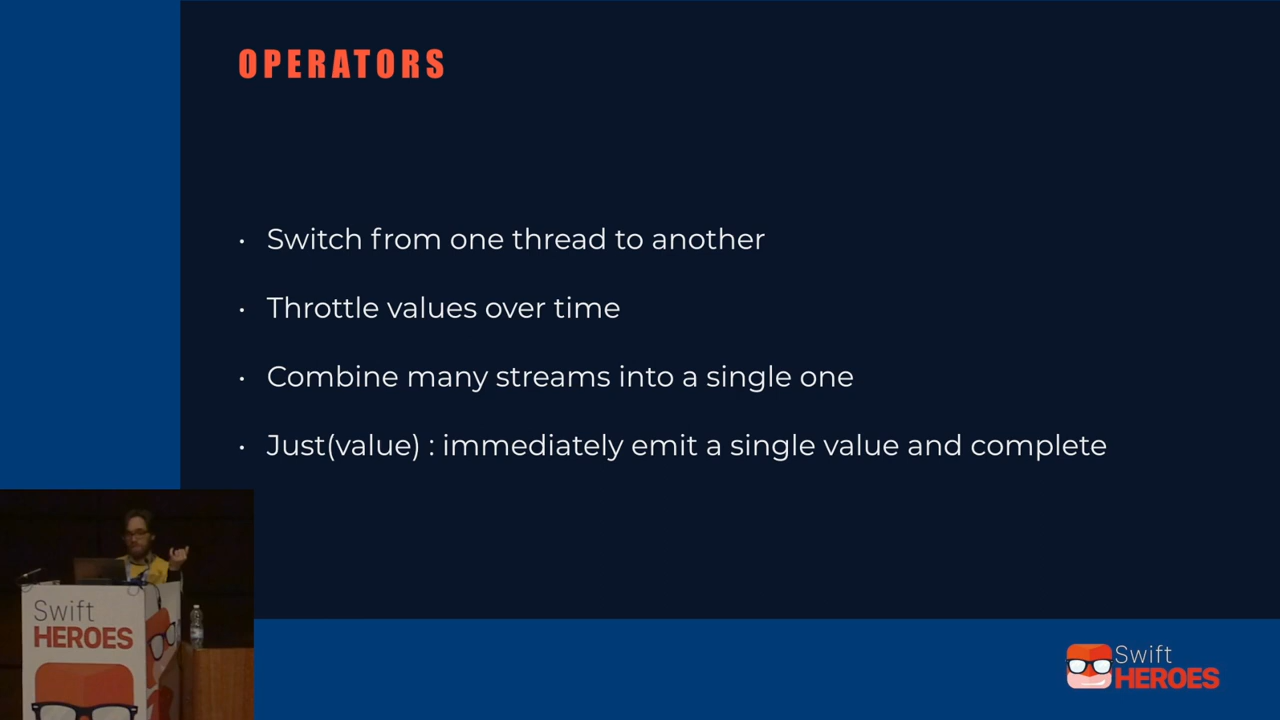 OPERATORS
• Switch from one thread to another
• Throttle values over time
• Combine many streams into a single one
• Just(value) : immediately emit a single value and complete
Swift
HEROES
Swift
HEROES